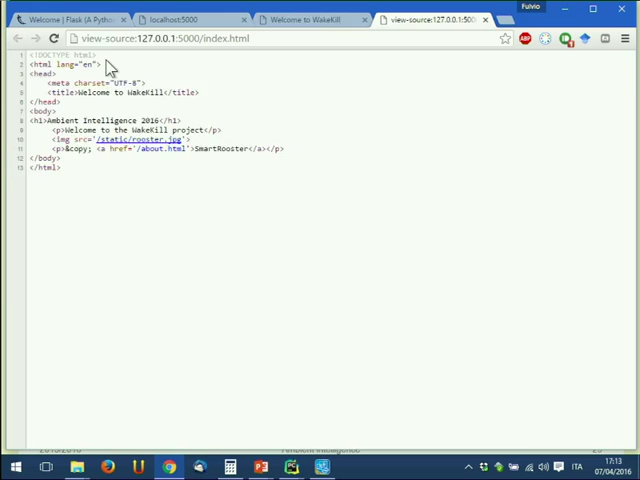 Fulvio
Welcome | Flask (A Pytho
localhost:5000
Welcome to WakeKill
view-source:127.0.0.1:500
view-source:127.0.0.1:5000/index.html
ABP
1 <!DOCTYPE html>
2 <html lang="en">
3 <head>
4 <meta charset="UTF-8">
5 <title>Welcome to WakeKill</title>
6 </head>
7 <body>
8 <h1>Ambient Intelligence 2016</h1>
9 <p>Welcome to the WakeKill project</p>
10 <img src='/static/rooster.jpg'>
11 <p>&copy; <a href='/about.html'>SmartRooster</a></p>
12 </body>
13 </html>
ITA
17:13
07/04/2016